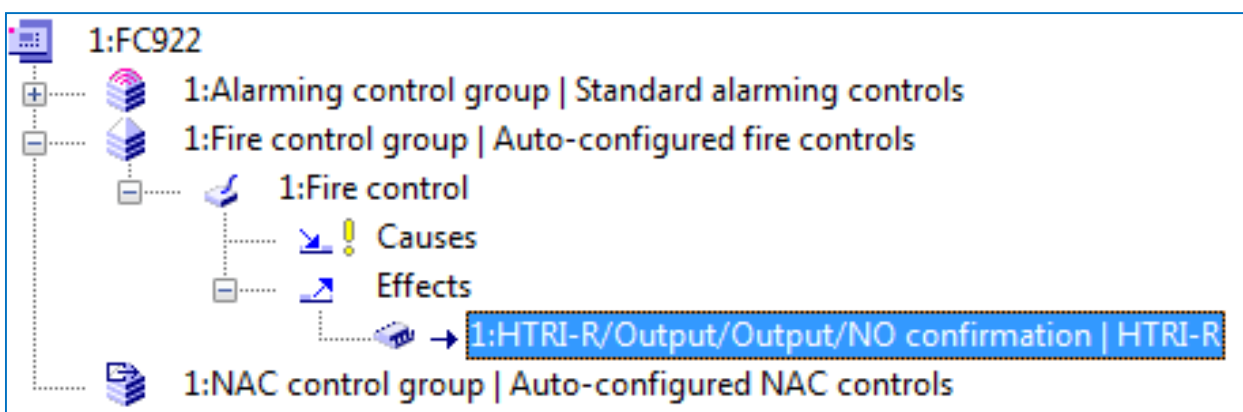 1:FC922
1:Alarming control group | Standard alarming controls
1:Fire control group | Auto-configured fire controls
1:Fire control
Causes
Effects
1:HTRI-R/Output/Output/NO confirmation | HTRI-R
1:NAC control group | Auto-configured NAC controls